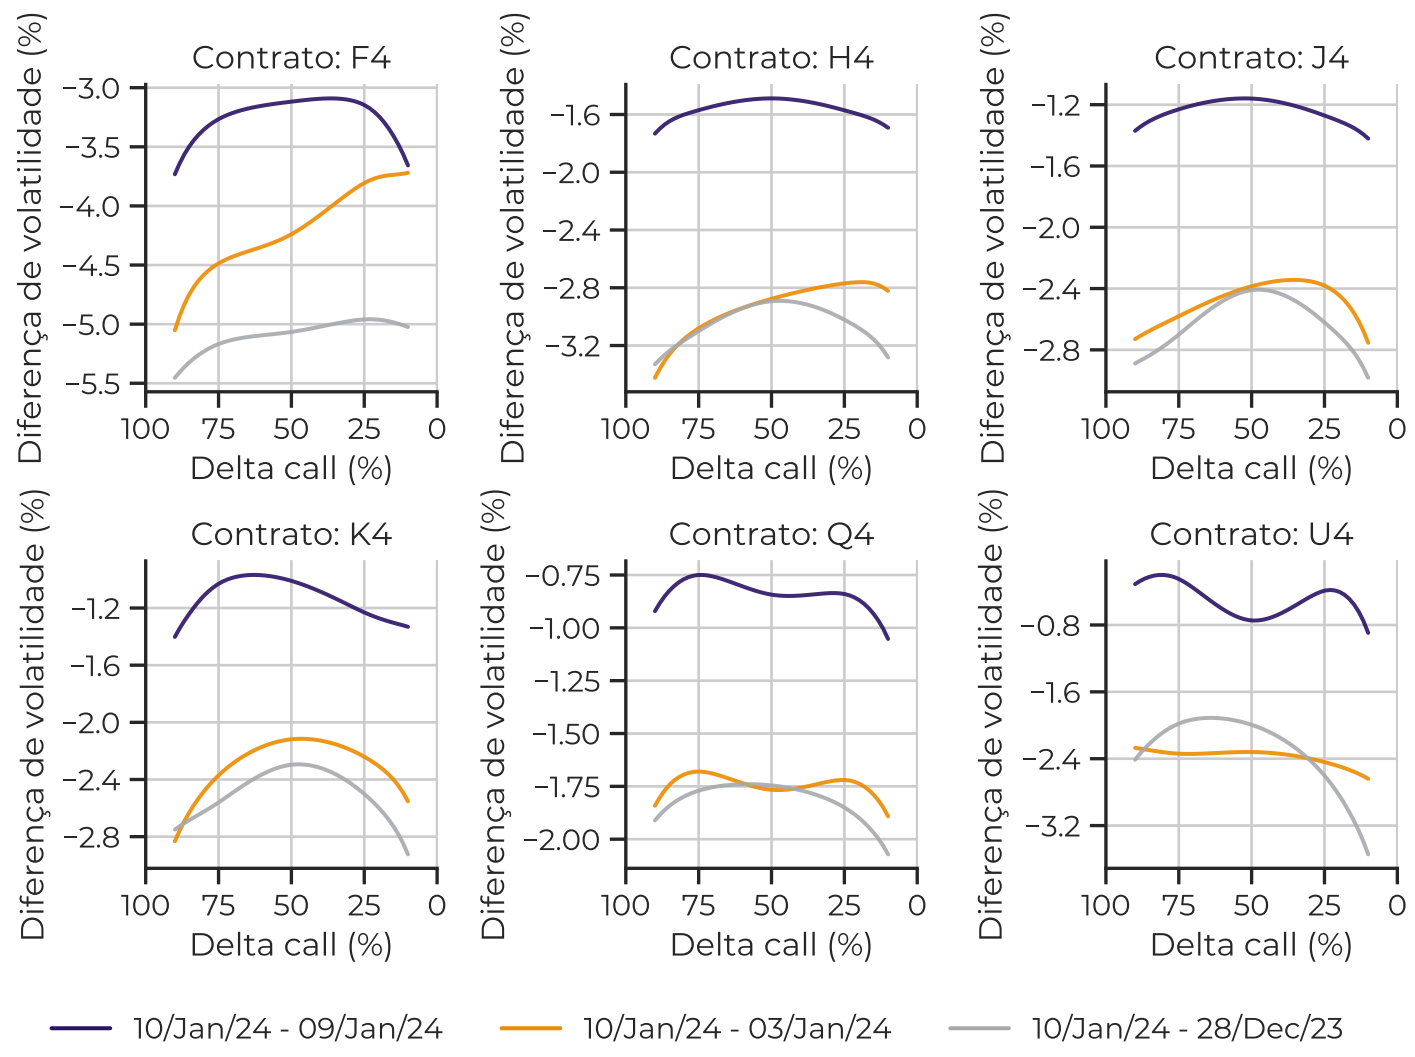 Contrato: F4
Diferença de volatilidade (%)
−3.0
−3.5
−4.0
−4.5
−5.0
−5.5
100 75 50 25 0
Delta call (%)
Contrato: H4
Diferença de volatilidade (%)
−1.6
−2.0
−2.4
−2.8
−3.2
100 75 50 25 0
Delta call (%)
Contrato: J4
Diferença de volatilidade (%)
−1.2
−1.6
−2.0
−2.4
−2.8
100 75 50 25 0
Delta call (%)
Contrato: K4
Diferença de volatilidade (%)
−1.2
−1.6
−2.0
−2.4
−2.8
100 75 50 25 0
Delta call (%)
Contrato: Q4
Diferença de volatilidade (%)
−0.75
−1.00
−1.25
−1.50
−1.75
−2.00
100 75 50 25 0
Delta call (%)
Contrato: U4
Diferença de volatilidade (%)
−0.8
−1.6
−2.4
−3.2
100 75 50 25 0
Delta call (%)
10/Jan/24 - 09/Jan/24 10/Jan/24 - 03/Jan/24 10/Jan/24 - 28/Dec/23